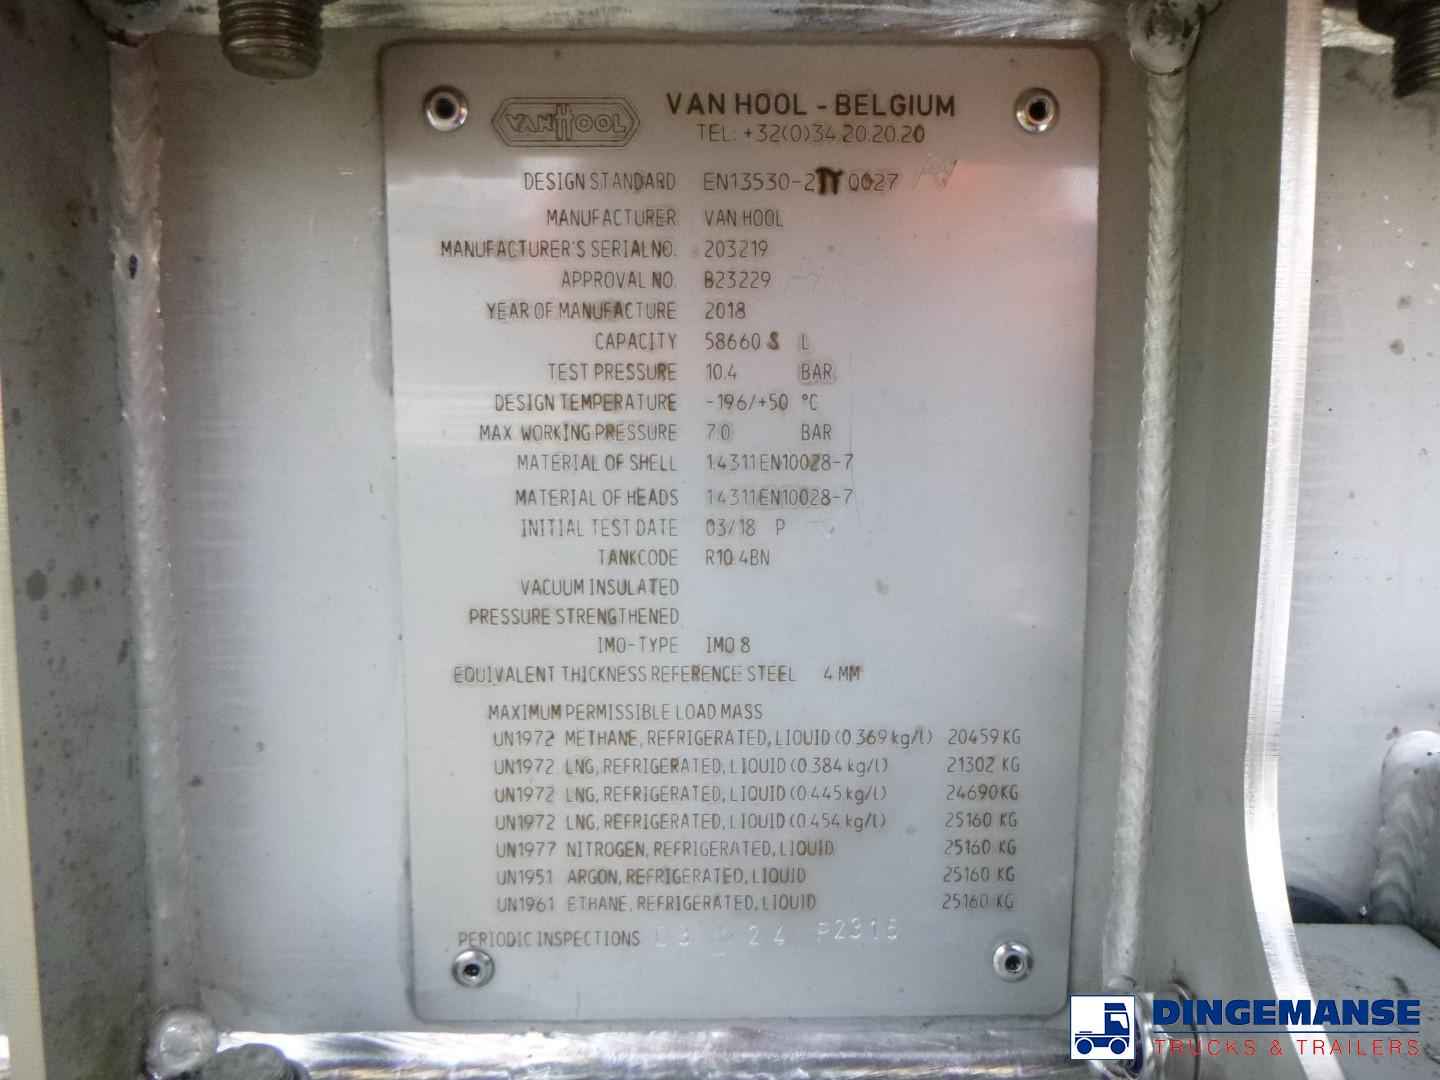 VAN HOOL
VAN HOOL - BELGIUM
TEL: +32(0)34.20.20.20
DESIGN STANDARD EN13530-2 0027
MANUFACTURER VAN HOOL
MANUFACTURER'S SERIAL NO. 203219
APPROVAL NO. B23229
YEAR OF MANUFACTURE 2018
CAPACITY 58660 S L
TEST PRESSURE 10.4 BAR
DESIGN TEMPERATURE -196/+50 °C
MAX WORKING PRESSURE 7.0 BAR
MATERIAL OF SHELL 1.4311 EN10028-7
MATERIAL OF HEADS 1.4311 EN10028-7
INITIAL TEST DATE 03/18 P
TANKCODE R10.4BN
VACUUM INSULATED
PRESSURE STRENGTHENED
IMO-TYPE IMO 8
EQUIVALENT THICKNESS REFERENCE STEEL 4 MM
MAXIMUM PERMISSIBLE LOAD MASS
UN1972 METHANE, REFRIGERATED, LIQUID (0.369 kg/l) 20459 KG
UN1972 LNG, REFRIGERATED, LIQUID (0.384 kg/l) 21302 KG
UN1972 LNG, REFRIGERATED, LIQUID (0.445 kg/l) 24690 KG
UN1972 LNG, REFRIGERATED, LIQUID (0.454 kg/l) 25160 KG
UN1977 NITROGEN, REFRIGERATED, LIQUID 25160 KG
UN1951 ARGON, REFRIGERATED, LIQUID 25160 KG
UN1961 ETHANE, REFRIGERATED, LIQUID 25160 KG
PERIODIC INSPECTIONS 24
DINGEMANSE
TRUCKS & TRAILERS